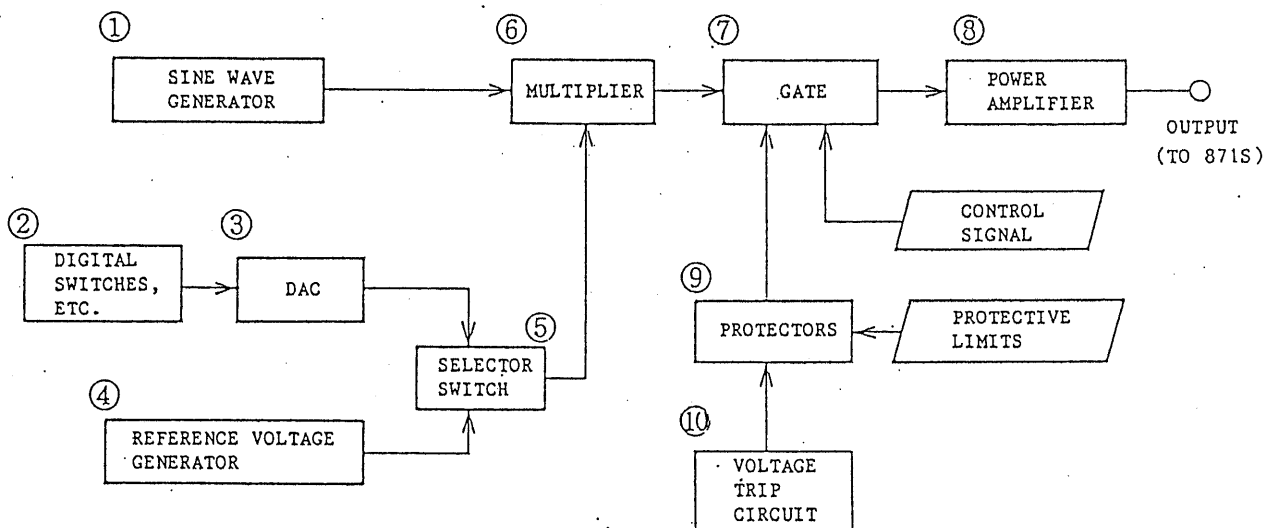 ①
SINE WAVE
GENERATOR
⑥
MULTIPLIER
⑦
GATE
⑧
POWER
AMPLIFIER
OUTPUT
(TO 871S)
CONTROL
SIGNAL
②
DIGITAL
SWITCHES,
ETC.
③
DAC
⑤
SELECTOR
SWITCH
④
REFERENCE VOLTAGE
GENERATOR
⑨
PROTECTORS
PROTECTIVE
LIMITS
⑩
VOLTAGE
TRIP
CIRCUIT